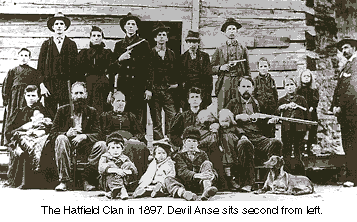 The Hatfield Clan in 1897. Devil Anse sits second from left.